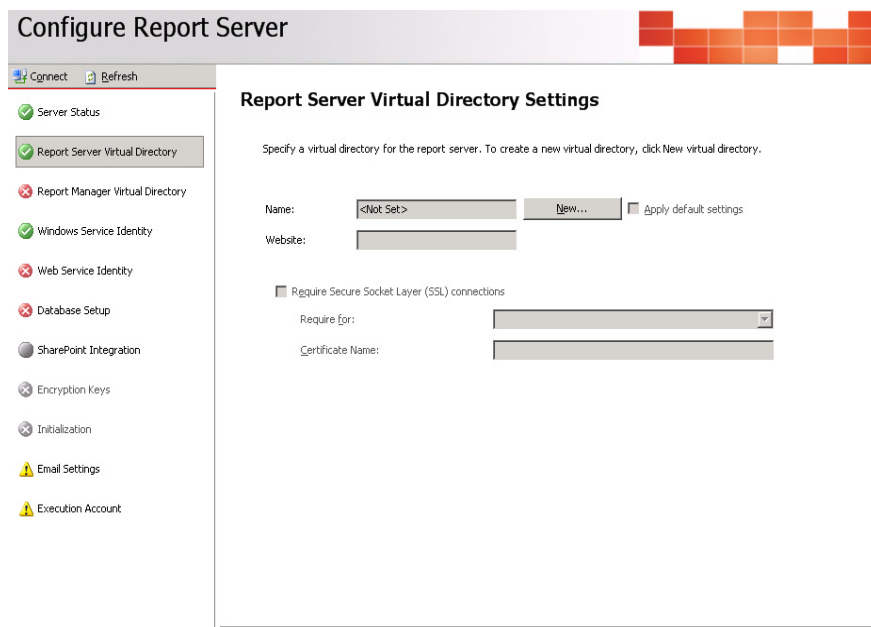 Configure Report Server
Connect Refresh
Server Status
Report Server Virtual Directory
Report Manager Virtual Directory
Windows Service Identity
Web Service Identity
Database Setup
SharePoint Integration
Encryption Keys
Initialization
Email Settings
Execution Account
Report Server Virtual Directory Settings
Specify a virtual directory for the report server. To create a new virtual directory, click New virtual directory.
Name: <Not Set> New... Apply default settings
Website:
Require Secure Socket Layer (SSL) connections
Require for:
Certificate Name: